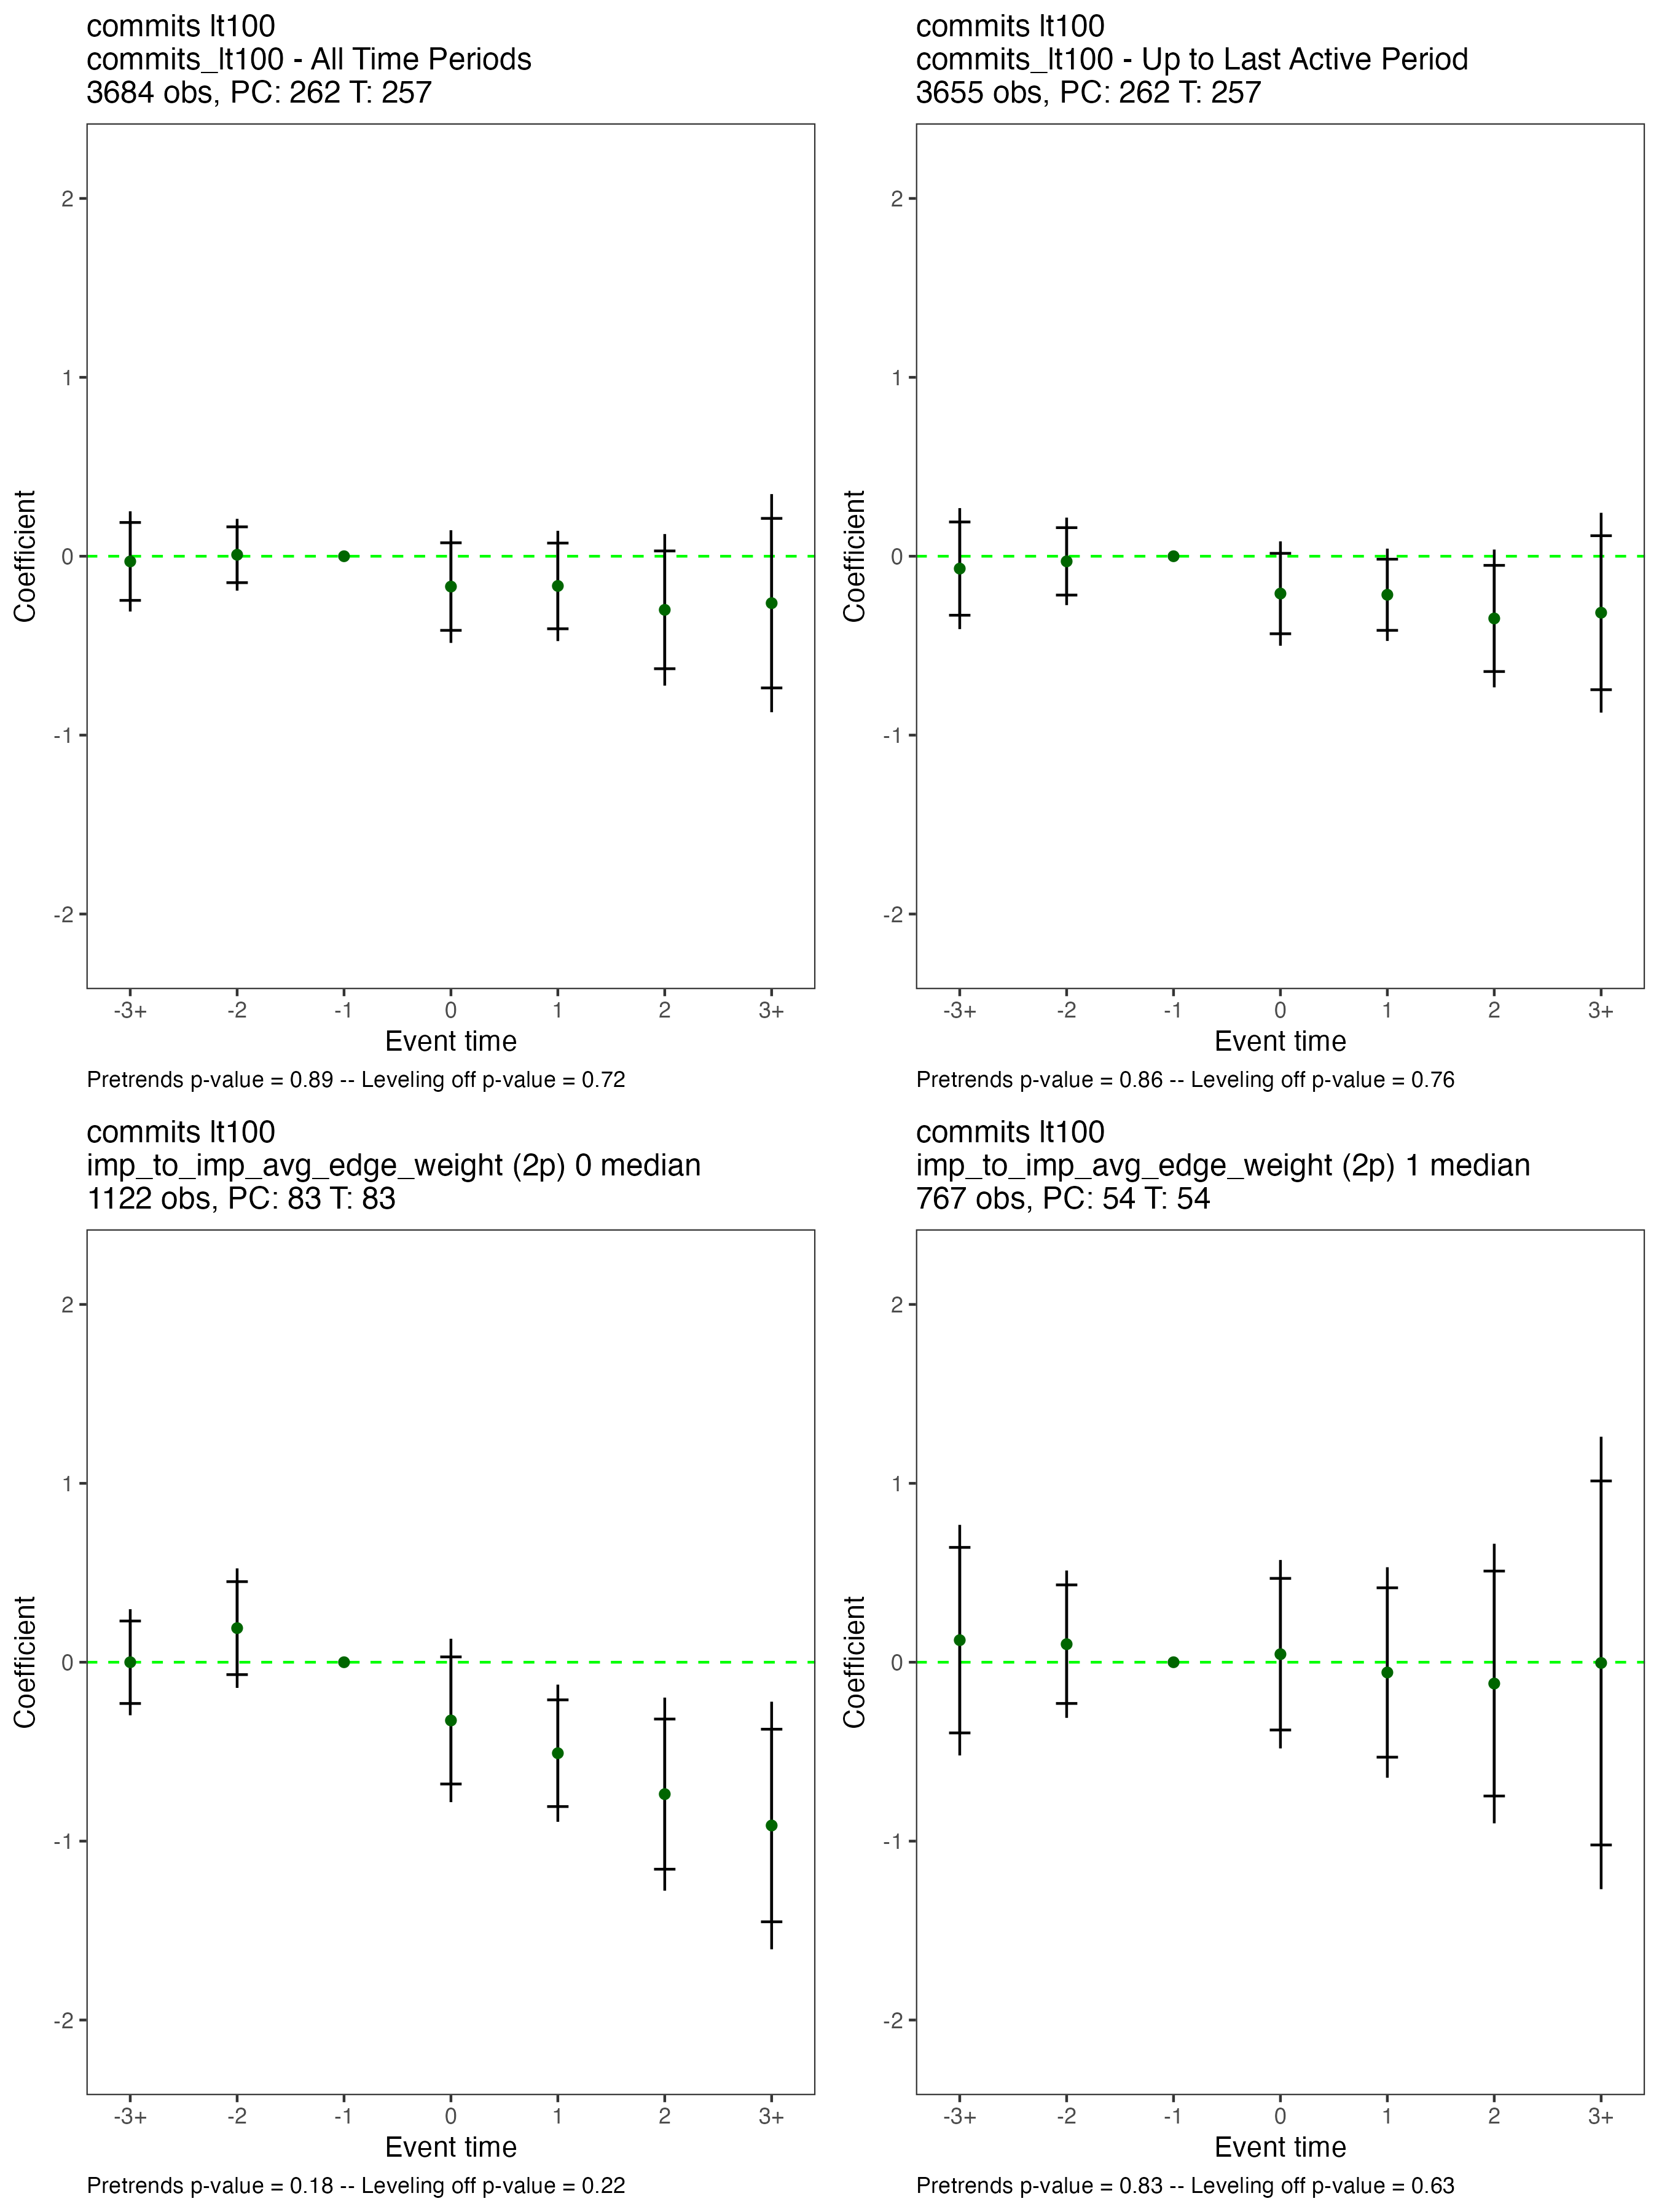 commits lt100
commits_lt100 - All Time Periods
3684 obs, PC: 262 T: 257
2
1
0
-1
-2
Coefficient
-3+
-2
-1
0
1
2
3+
Event time
Pretrends p-value = 0.89 -- Leveling off p-value = 0.72
commits lt100
commits_lt100 - Up to Last Active Period
3655 obs, PC: 262 T: 257
2
1
0
-1
-2
Coefficient
-3+
-2
-1
0
1
2
3+
Event time
Pretrends p-value = 0.86 -- Leveling off p-value = 0.76
commits lt100
imp_to_imp_avg_edge_weight (2p) 0 median
1122 obs, PC: 83 T: 83
2
1
0
-1
-2
Coefficient
-3+
-2
-1
0
1
2
3+
Event time
Pretrends p-value = 0.18 -- Leveling off p-value = 0.22
commits lt100
imp_to_imp_avg_edge_weight (2p) 1 median
767 obs, PC: 54 T: 54
2
1
0
-1
-2
Coefficient
-3+
-2
-1
0
1
2
3+
Event time
Pretrends p-value = 0.83 -- Leveling off p-value = 0.63